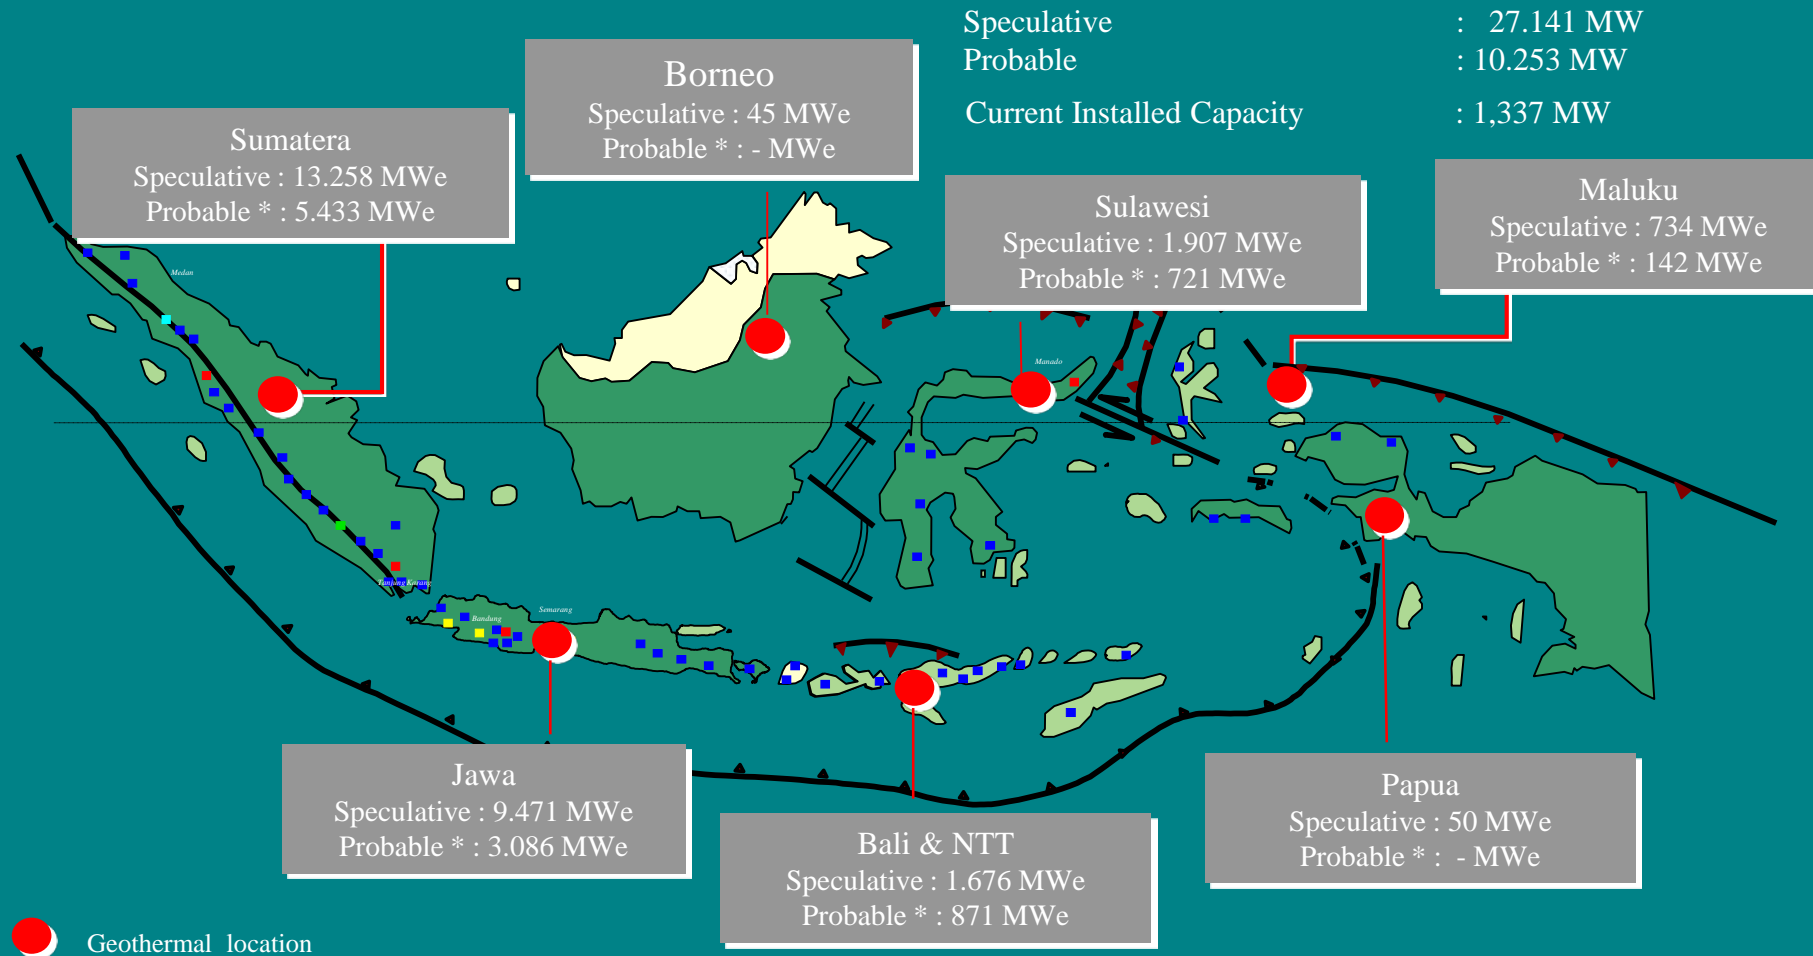 Speculative : 27.141 MW
Probable : 10.253 MW
Current Installed Capacity : 1,337 MW
Borneo
Speculative : 45 MWe
Probable * : - MWe
Sumatera
Speculative : 13.258 MWe
Probable * : 5.433 MWe
Sulawesi
Speculative : 1.907 MWe
Probable * : 721 MWe
Maluku
Speculative : 734 MWe
Probable * : 142 MWe
Medan
Manado
Tanjung Karang
Bandung
Semarang
Jawa
Speculative : 9.471 MWe
Probable * : 3.086 MWe
Bali & NTT
Speculative : 1.676 MWe
Probable * : 871 MWe
Papua
Speculative : 50 MWe
Probable * : - MWe
Geothermal location